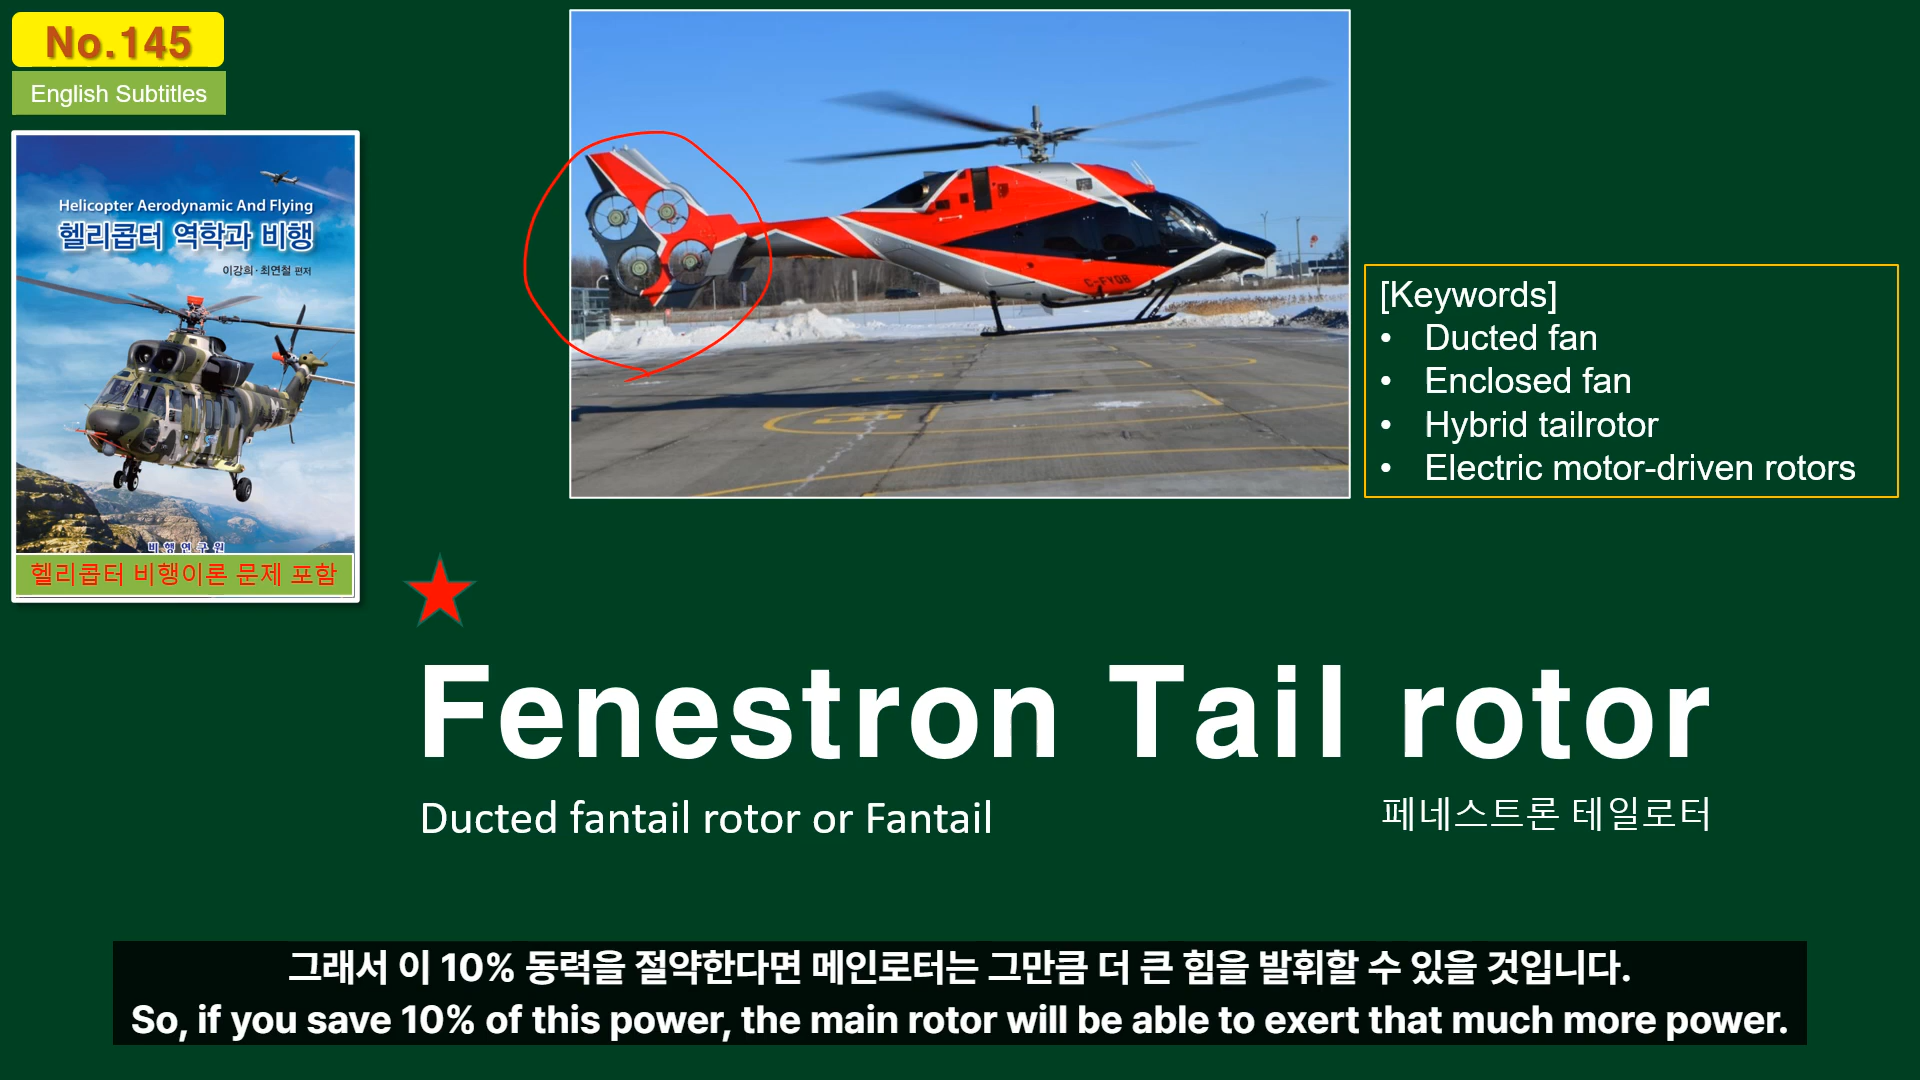 No.145
English Subtitles
Helicopter Aerodynamic And Flying
헬리콥터 역학과 비행
이강희·최연철 편저
비행연구원
헬리콥터 비행이론 문제 포함
C-FYDB
[Keywords]
• Ducted fan
• Enclosed fan
• Hybrid tailrotor
• Electric motor-driven rotors
Fenestron Tail rotor
Ducted fantail rotor or Fantail
페네스트론 테일로터
그래서 이 10% 동력을 절약한다면 메인로터는 그만큼 더 큰 힘을 발휘할 수 있을 것입니다.
So, if you save 10% of this power, the main rotor will be able to exert that much more power.